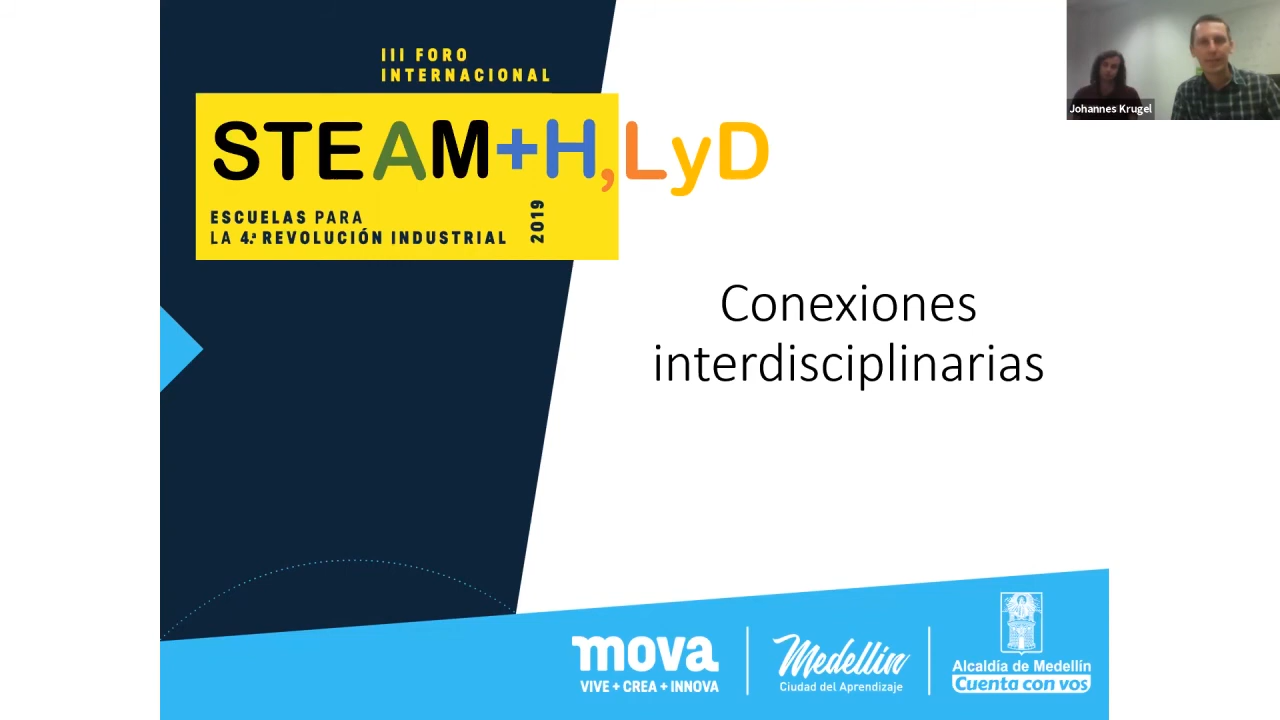 III FORO
INTERNACIONAL
STEAM+H,LyD
ESCUELAS PARA
LA 4.ª REVOLUCIÓN INDUSTRIAL
2019
Johannes Krugel
Conexiones
interdisciplinarias
mova
VIVE + CREA + INNOVA
Medellín
Ciudad del Aprendizaje
Alcaldía de Medellín
Cuenta con vos